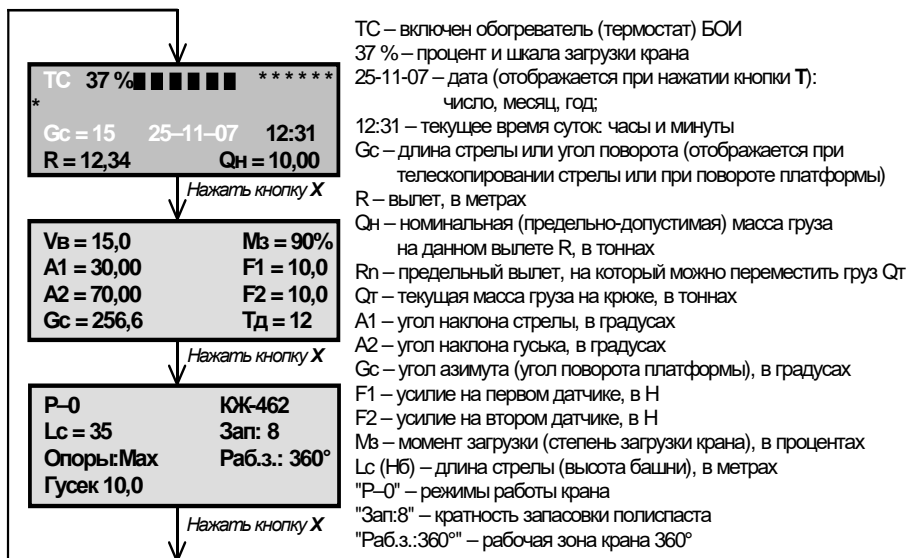 ТС 37 % ******
*
Gс = 15 25–11–07 12:31
R = 12,34 Qн = 10,00
Нажать кнопку X
Vв = 15,0 Мз = 90%
А1 = 30,00 F1 = 10,0
А2 = 70,00 F2 = 10,0
Gс = 256,6 Тд = 12
Нажать кнопку X
Р–0 КЖ-462
Lс = 35 Зап: 8
Опоры:Мах Раб.з.: 360°
Гусек 10,0
Нажать кнопку X
ТС – включен обогреватель (термостат) БОИ
37 % – процент и шкала загрузки крана
25-11-07 – дата (отображается при нажатии кнопки Т):
число, месяц, год;
12:31 – текущее время суток: часы и минуты
Gс – длина стрелы или угол поворота (отображается при
телескопировании стрелы или при повороте платформы)
R – вылет, в метрах
Qн – номинальная (предельно-допустимая) масса груза
на данном вылете R, в тоннах
Rn – предельный вылет, на который можно переместить груз Qт
Qт – текущая масса груза на крюке, в тоннах
А1 – угол наклона стрелы, в градусах
А2 – угол наклона гуська, в градусах
Gс – угол азимута (угол поворота платформы), в градусах
F1 – усилие на первом датчике, в Н
F2 – усилие на втором датчике, в Н
Мз – момент загрузки (степень загрузки крана), в процентах
Lс (Нб) – длина стрелы (высота башни), в метрах
"Р–0" – режимы работы крана
"Зап:8" – кратность запасовки полиспаста
"Раб.з.:360°" – рабочая зона крана 360°